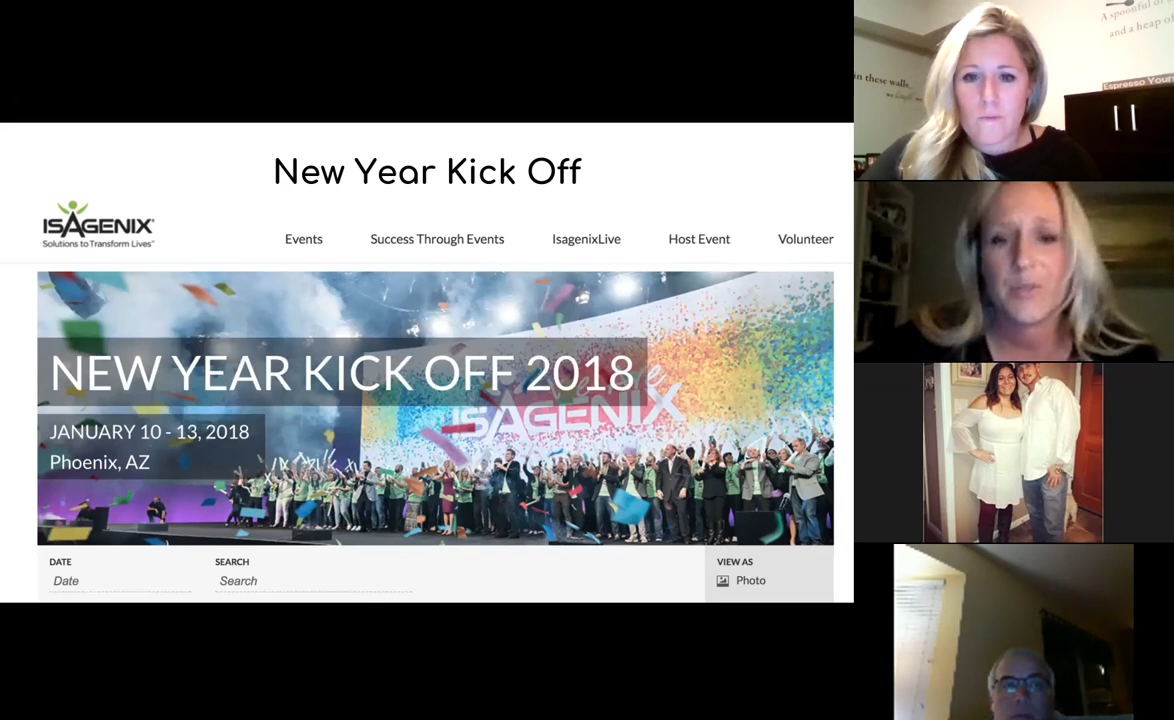 New Year Kick Off
ISAGENIX
Solutions to Transform Lives
Events
Success Through Events
IsagenixLive
Host Event
Volunteer
NEW YEAR KICK OFF 2018
ISAGENIX
JANUARY 10 - 13, 2018
Phoenix, AZ
DATE
Date
SEARCH
Search
VIEW AS
Photo
A spoonful of
and a heap of
in these walls
Espresso Your